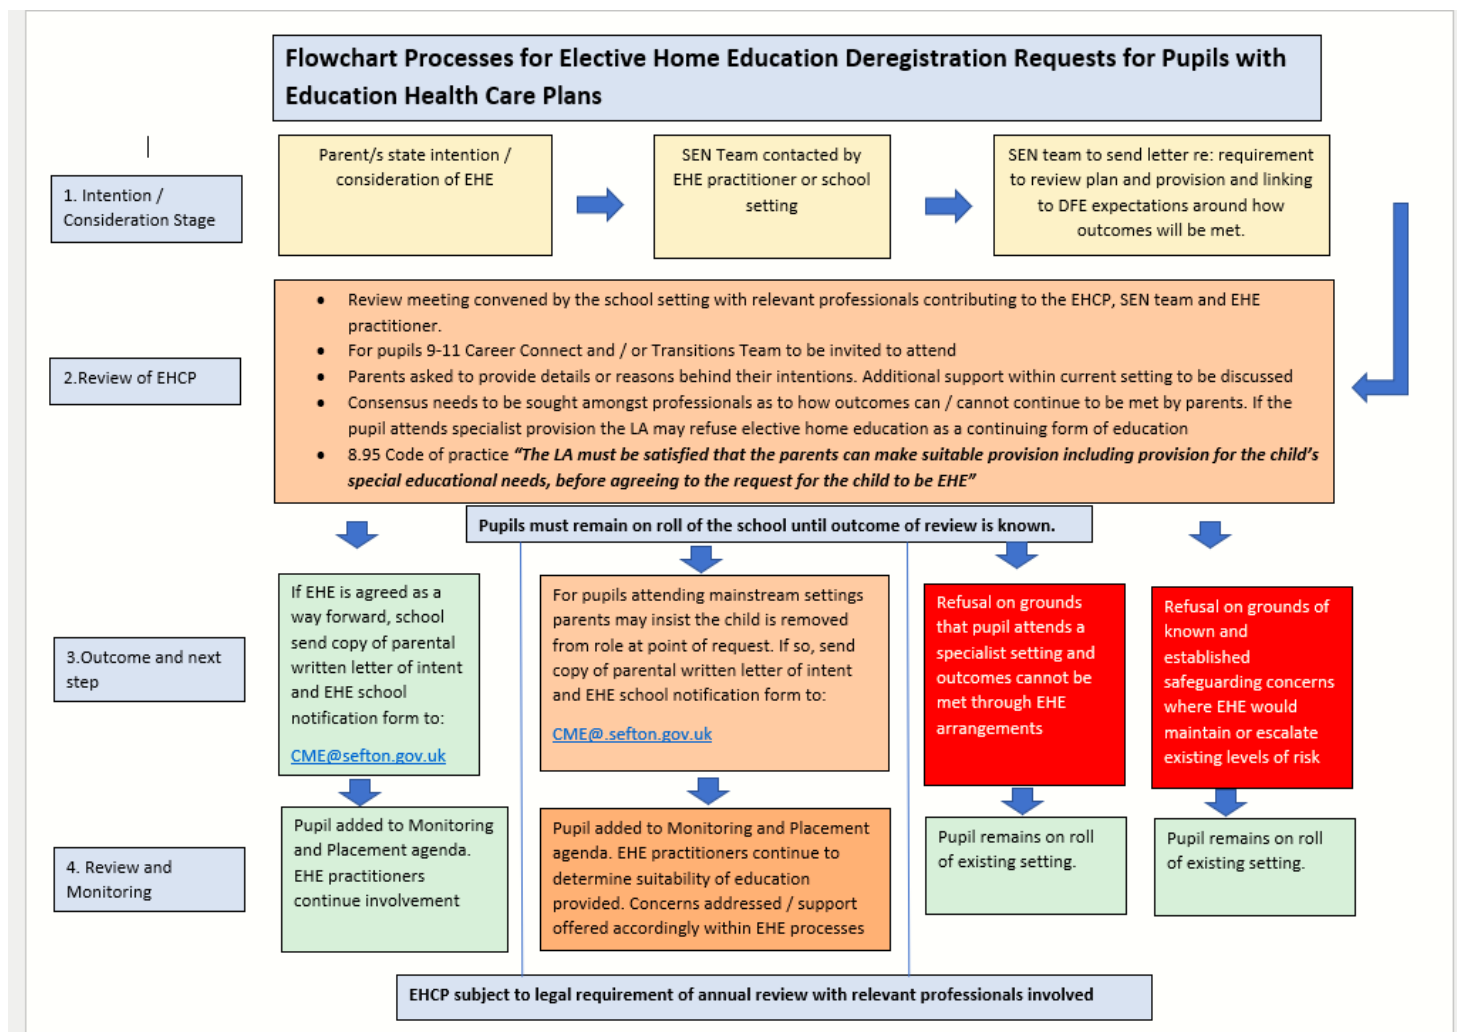 Flowchart Processes for Elective Home Education Deregistration Requests for Pupils with
Education Health Care Plans
1. Intention /
Consideration Stage
Parent/s state intention /
consideration of EHE
SEN Team contacted by
EHE practitioner or school
setting
SEN team to send letter re: requirement
to review plan and provision and linking
to DFE expectations around how
outcomes will be met.
2.Review of EHCP
• Review meeting convened by the school setting with relevant professionals contributing to the EHCP, SEN team and EHE
practitioner.
• For pupils 9-11 Career Connect and / or Transitions Team to be invited to attend
• Parents asked to provide details or reasons behind their intentions. Additional support within current setting to be discussed
• Consensus needs to be sought amongst professionals as to how outcomes can / cannot continue to be met by parents. If the
pupil attends specialist provision the LA may refuse elective home education as a continuing form of education
• 8.95 Code of practice “The LA must be satisfied that the parents can make suitable provision including provision for the child’s
special educational needs, before agreeing to the request for the child to be EHE”
Pupils must remain on roll of the school until outcome of review is known.
3.Outcome and next
step
If EHE is agreed as a
way forward, school
send copy of parental
written letter of intent
and EHE school
notification form to:
CME@sefton.gov.uk
For pupils attending mainstream settings
parents may insist the child is removed
from role at point of request. If so, send
copy of parental written letter of intent
and EHE school notification form to:
CME@.sefton.gov.uk
Refusal on grounds
that pupil attends a
specialist setting and
outcomes cannot be
met through EHE
arrangements
Refusal on grounds of
known and
established
safeguarding concerns
where EHE would
maintain or escalate
existing levels of risk
4. Review and
Monitoring
Pupil added to Monitoring
and Placement agenda.
EHE practitioners
continue involvement
Pupil added to Monitoring and Placement
agenda. EHE practitioners continue to
determine suitability of education
provided. Concerns addressed / support
offered accordingly within EHE processes
Pupil remains on roll
of existing setting.
Pupil remains on roll
of existing setting.
EHCP subject to legal requirement of annual review with relevant professionals involved